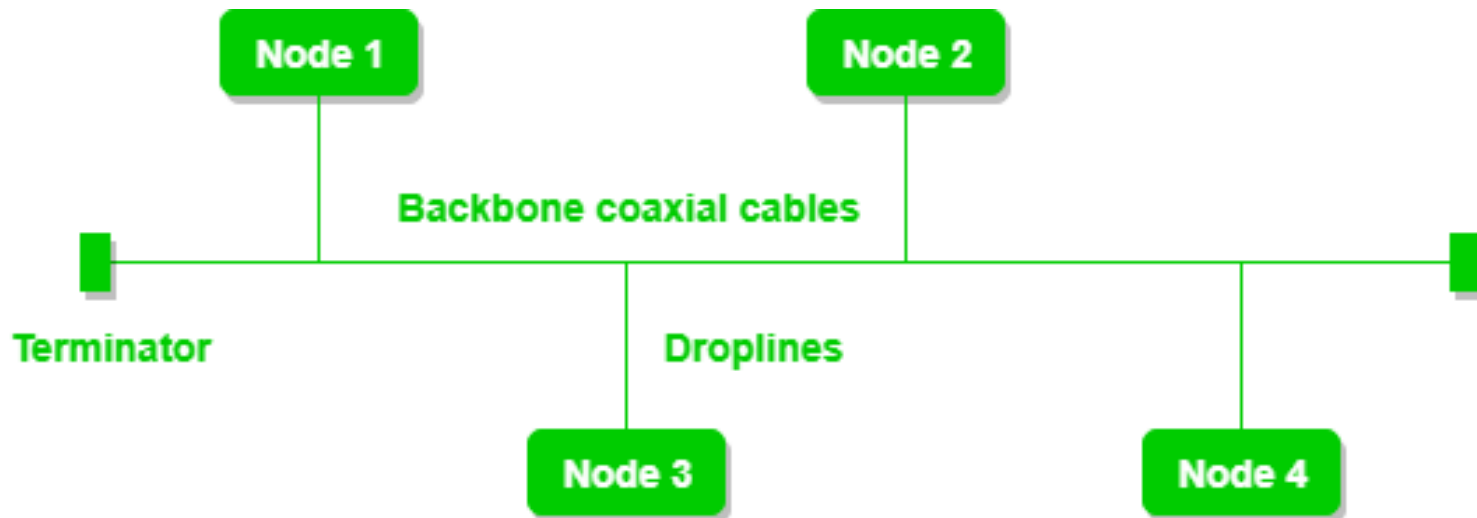 Node 1
Node 2
Backbone coaxial cables
Terminator
Droplines
Node 3
Node 4